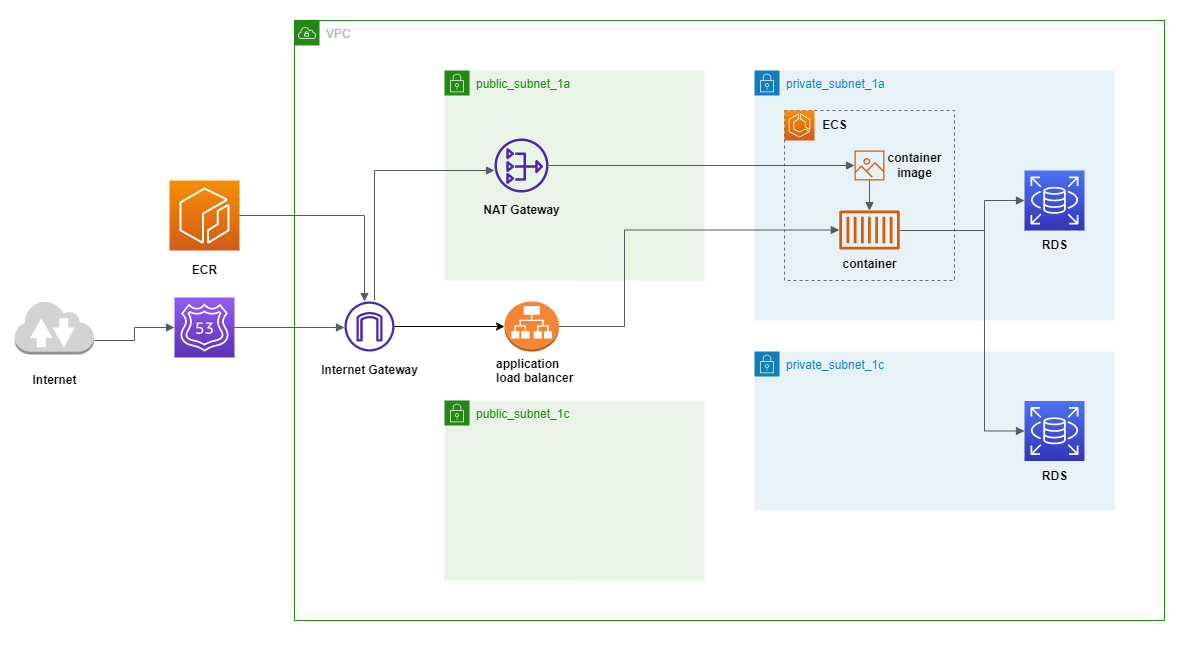 VPC
public_subnet_1a
private_subnet_1a
ECS
container
image
NAT Gateway
ECR
RDS
container
53
Internet Gateway
application
load balancer
Internet
private_subnet_1c
public_subnet_1c
RDS